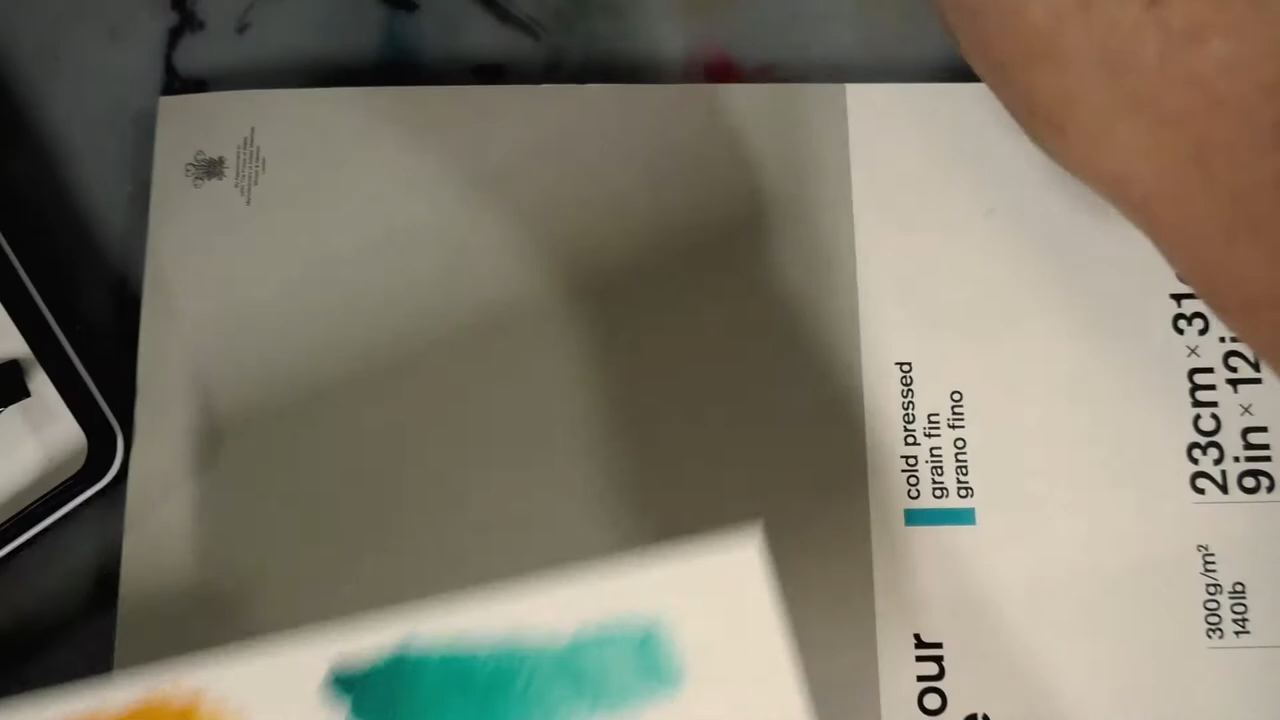 cold pressed
grain fin
grano fino
23cm × 31
9in × 12i
300g/m²
140lb
our